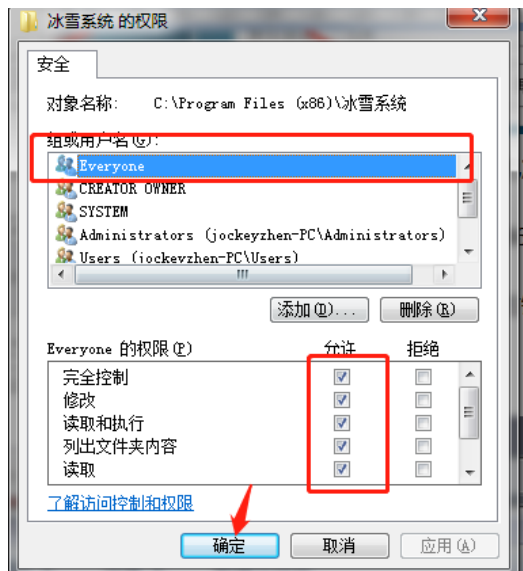 冰雪系统 的权限
安全
对象名称: C:\Program Files (x86)\冰雪系统
组或用户名(G):
Everyone
CREATOR OWNER
SYSTEM
Administrators (jockeyzhen-PC\Administrators)
Users (jockeyzhen-PC\Users)
添加(D)... 删除(R)
Everyone 的权限(P) 允许 拒绝
完全控制
修改
读取和执行
列出文件夹内容
读取
了解访问控制和权限
确定 取消 应用(A)